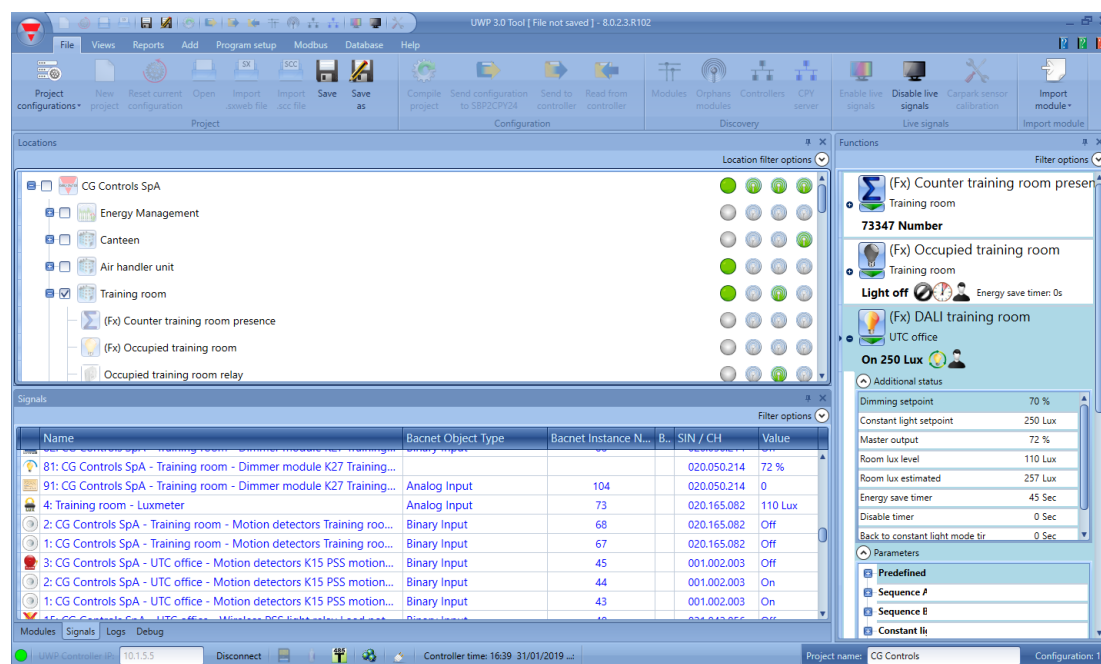 UWP 3.0 Tool [ File not saved ] - 8.0.2.3.R102
File Views Reports Add Program setup Modbus Database Help
Project configurations New project Reset current configuration Open Import .sxweb file Import .scc file Save Save as Compile project Send configuration to SBP2CPY24 Send to controller Read from controller Modules Orphans modules Controllers CPY server Enable live signals Disable live signals Carpark sensor calibration Import module
SX SCC
Project Configuration Discovery Live signals Import module
Locations
Location filter options
CG Controls SpA
Energy Management
Canteen
Air handler unit
Training room
(Fx) Counter training room presence
(Fx) Occupied training room
Occupied training room relay
Signals
Filter options
Name Bacnet Object Type Bacnet Instance N... B.. SIN / CH Value
81: CG Controls SpA - Training room - Dimmer module K27 Training... 020.050.214 72 %
91: CG Controls SpA - Training room - Dimmer module K27 Training... Analog Input 104 020.050.214 0
4: Training room - Luxmeter Analog Input 73 020.165.082 110 Lux
2: CG Controls SpA - Training room - Motion detectors Training roo... Binary Input 68 020.165.082 Off
1: CG Controls SpA - Training room - Motion detectors Training roo... Binary Input 67 020.165.082 Off
3: CG Controls SpA - UTC office - Motion detectors K15 PSS motion... Binary Input 45 001.002.003 Off
2: CG Controls SpA - UTC office - Motion detectors K15 PSS motion... Binary Input 44 001.002.003 On
1: CG Controls SpA - UTC office - Motion detectors K15 PSS motion... Binary Input 43 001.002.003 On
Modules Signals Logs Debug
Functions
Filter options
(Fx) Counter training room presen
Training room
73347 Number
(Fx) Occupied training room
Training room
Light off Energy save timer: 0s
(Fx) DALI training room
UTC office
On 250 Lux
Additional status
Dimming setpoint 70 %
Constant light setpoint 250 Lux
Master output 72 %
Room lux level 110 Lux
Room lux estimated 257 Lux
Energy save timer 45 Sec
Disable timer 0 Sec
Back to constant light mode tir 0 Sec
Parameters
Predefined
Sequence A
Sequence B
Constant lig
UWP Controller IP: 10.1.5.5 Disconnect 485 Controller time: 16:39 31/01/2019 ...: Project name: CG Controls Configuration: 1